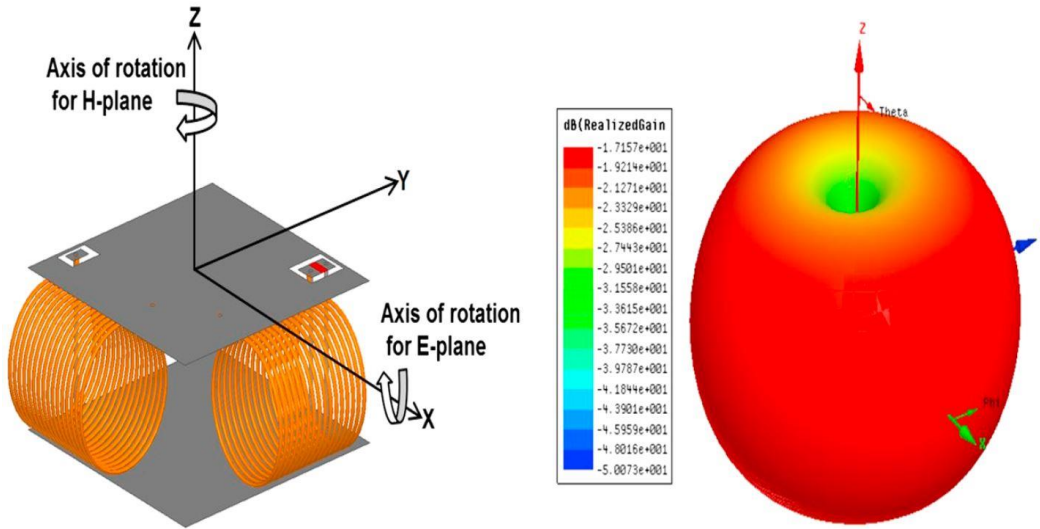 Z
Axis of rotation
for H-plane
Y
Axis of rotation
for E-plane
X
dB(RealizedGain
-1.7157e+001
-1.9214e+001
-2.1271e+001
-2.3329e+001
-2.5386e+001
-2.7443e+001
-2.9501e+001
-3.1558e+001
-3.3615e+001
-3.5672e+001
-3.7730e+001
-3.9787e+001
-4.1844e+001
-4.3901e+001
-4.5959e+001
-4.8016e+001
-5.0073e+001
Z
Theta
Phi
X